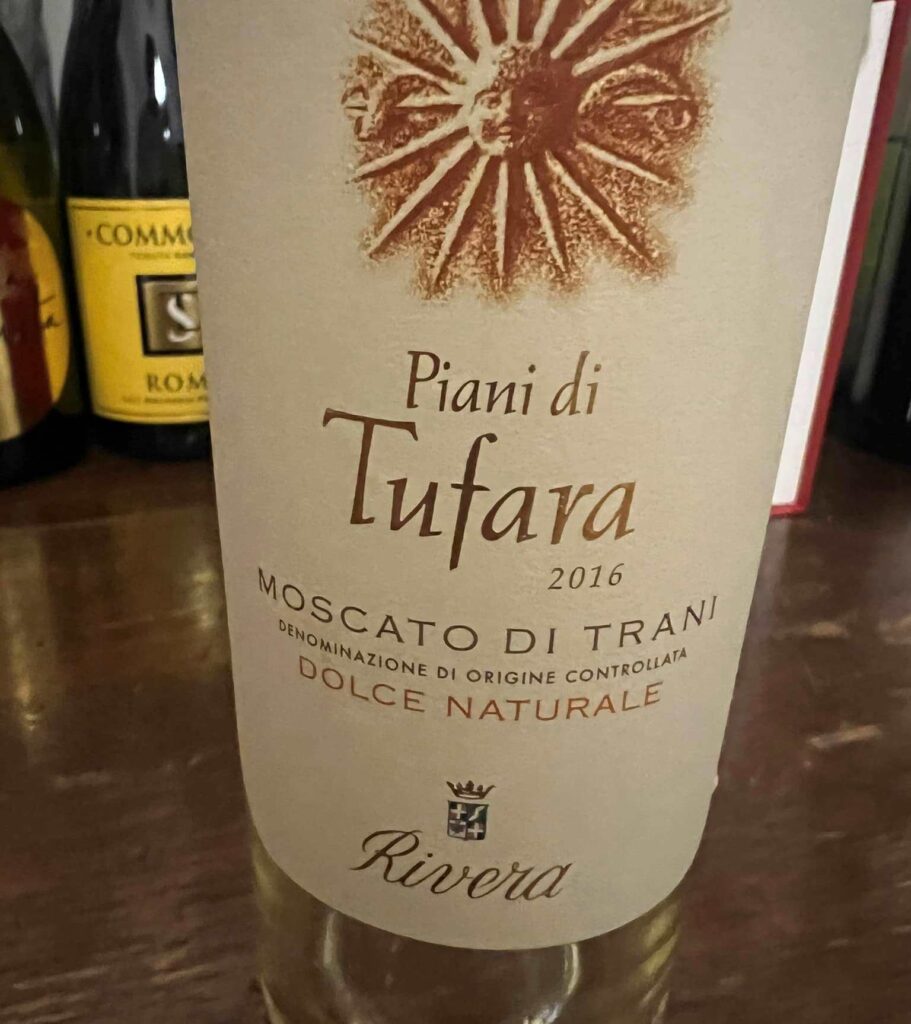 Piani di
Tufara
2016
MOSCATO DI TRANI
DENOMINAZIONE DI ORIGINE CONTROLLATA
DOLCE NATURALE
Rivera